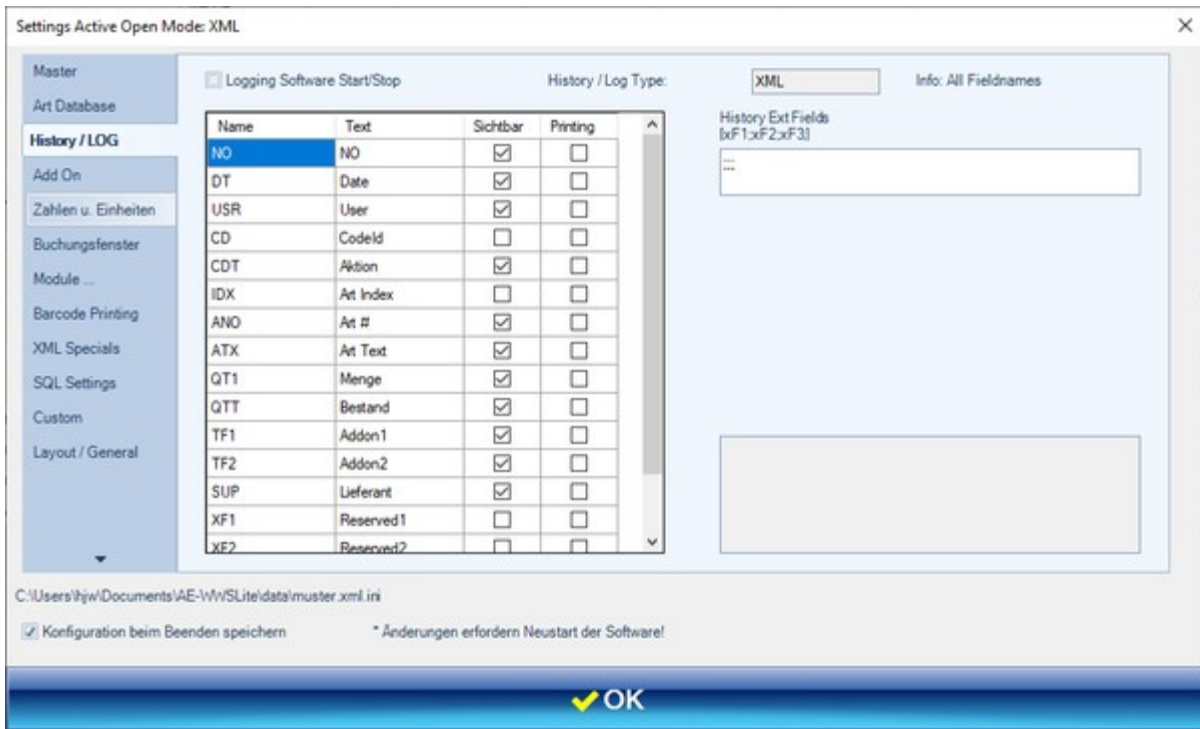 Settings Active Open Mode: XML
Master
Art Database
History / LOG
Add On
Zahlen u. Einheiten
Buchungsfenster
Module ...
Barcode Printing
XML Specials
SQL Settings
Custom
Layout / General
Logging Software Start/Stop
History / Log Type:
XML
Info: All Fieldnames
Name Text Sichtbar Printing
NO NO
DT Date
USR User
CD CodeId
CDT Aktion
IDX Art Index
ANO Art #
ATX Art Text
QT1 Menge
QTT Bestand
TF1 Addon1
TF2 Addon2
SUP Lieferant
XF1 Reserved1
XF2 Reserved2
History Ext Fields
[xF1;xF2;xF3;]
;;;
C:\Users\hjw\Documents\AE-WWSLite\data\muster.xml.ini
Konfiguration beim Beenden speichern
* Änderungen erfordern Neustart der Software!
OK